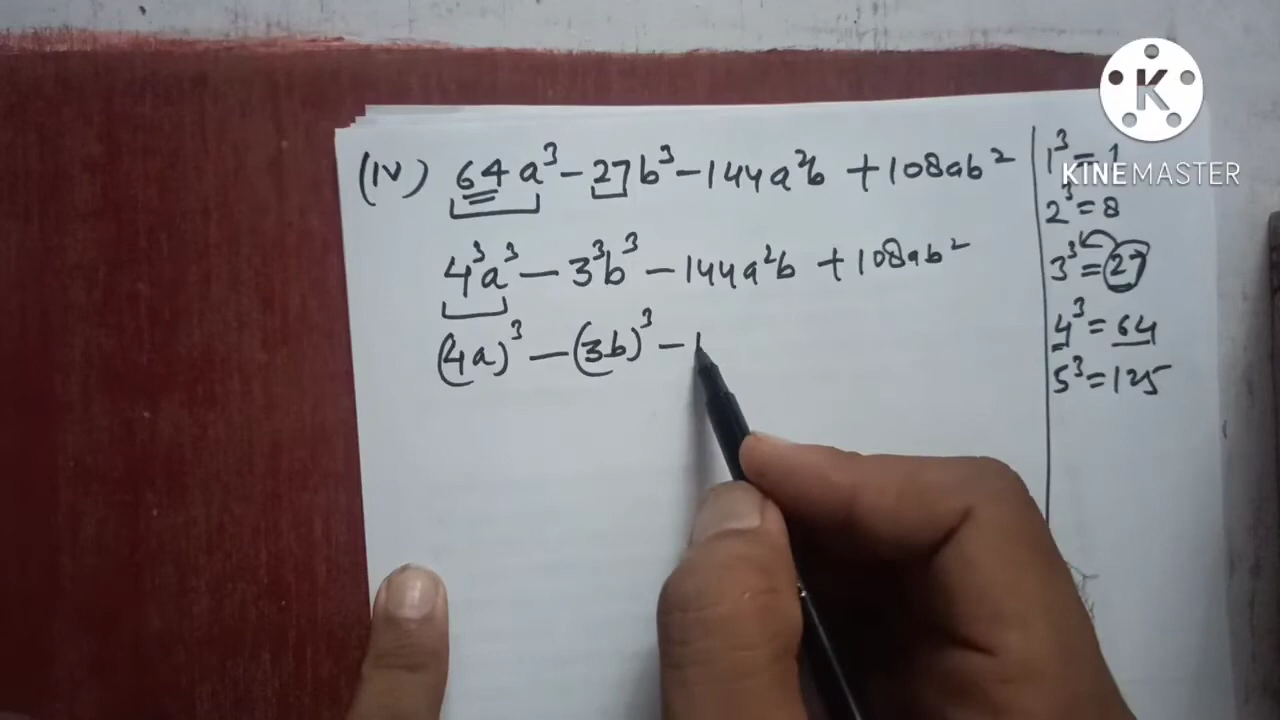 (IV) 64a³ - 27b³ - 144a²b + 108ab²
4³a³ - 3³b³ - 144a²b + 108ab²
(4a)³ - (3b)³ - 1
1³ = 1
2³ = 8
3³ = 27
4³ = 64
5³ = 125
K
KINEMASTER